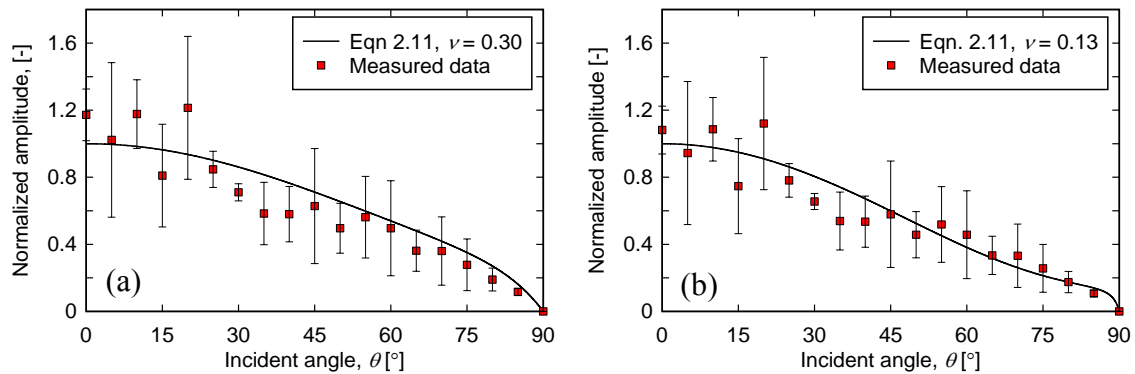 Normalized amplitude, [-]
1.6
1.2
0.8
0.4
0
Eqn 2.11, ν = 0.30
Measured data
(a)
0 15 30 45 60 75 90
Incident angle, θ [°]
Normalized amplitude [-]
1.6
1.2
0.8
0.4
0
Eqn. 2.11, ν = 0.13
Measured data
(b)
0 15 30 45 60 75 90
Incident angle, θ [°]